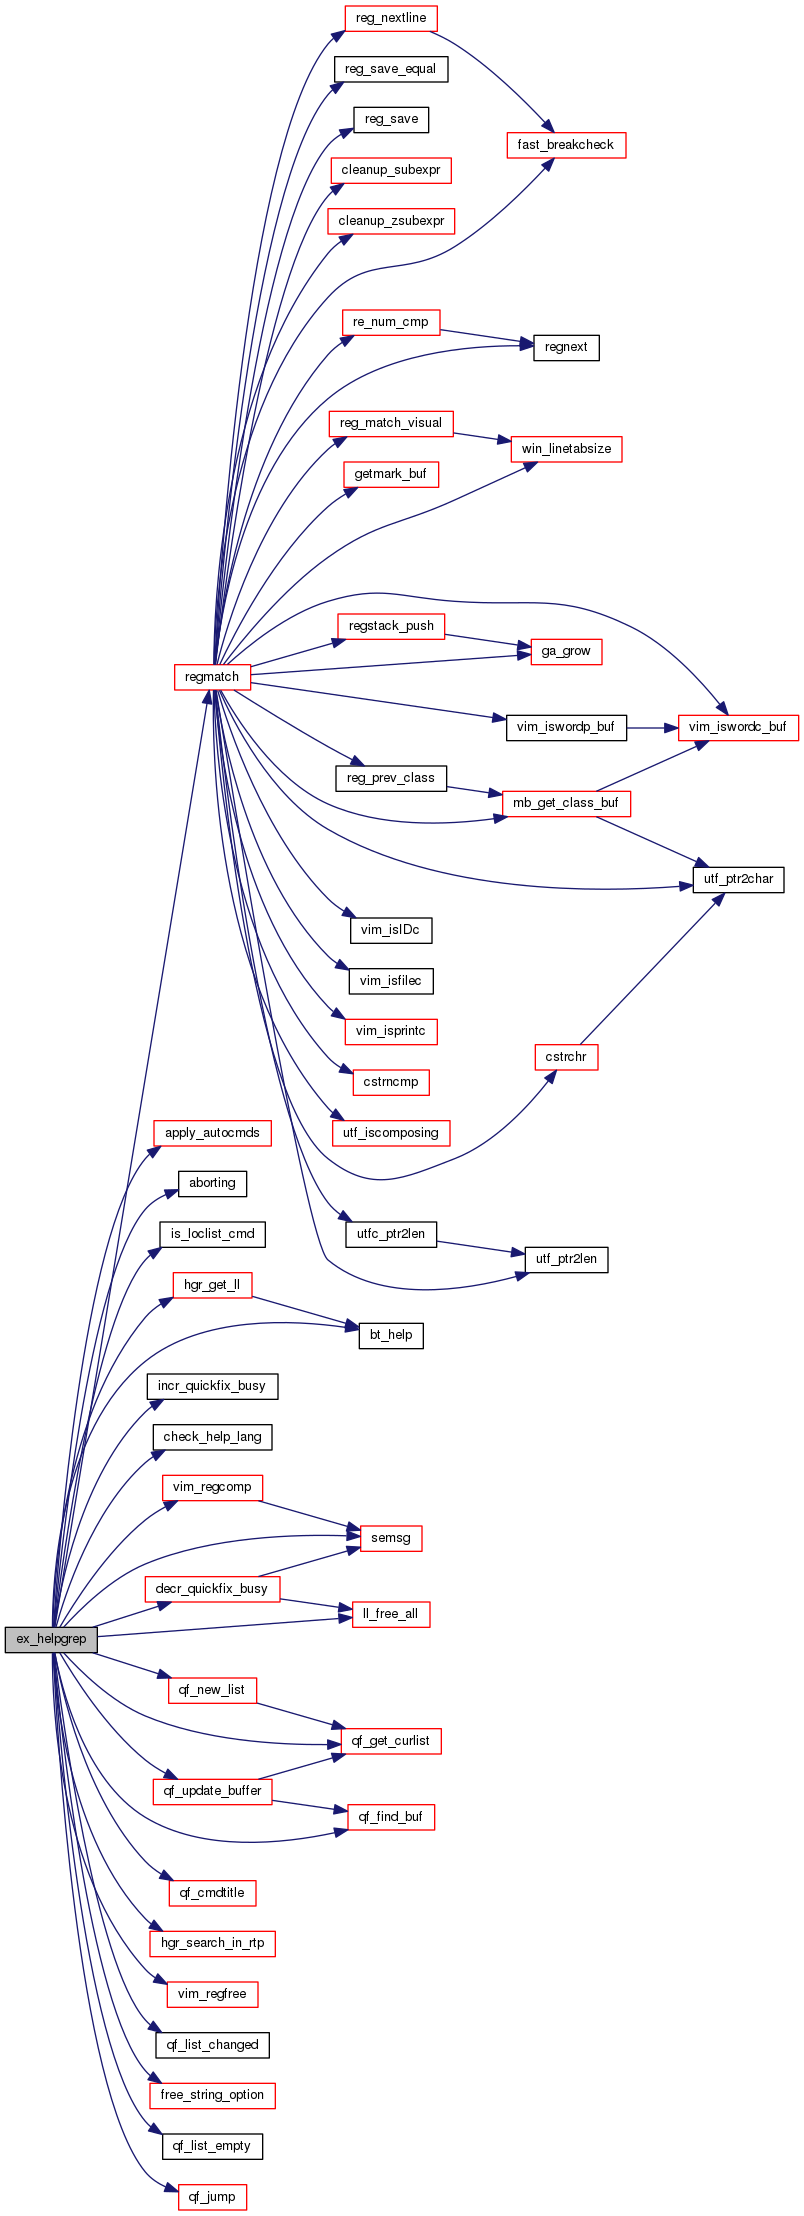 reg_nextline
reg_save_equal
reg_save
fast_breakcheck
cleanup_subexpr
cleanup_zsubexpr
re_num_cmp
regnext
reg_match_visual
win_linetabsize
getmark_buf
regstack_push
ga_grow
regmatch
vim_iswordp_buf
vim_iswordc_buf
reg_prev_class
mb_get_class_buf
utf_ptr2char
vim_isIDc
vim_isfilec
vim_isprintc
cstrchr
cstrncmp
apply_autocmds
utf_iscomposing
aborting
is_loclist_cmd
utfc_ptr2len
utf_ptr2len
hgr_get_ll
bt_help
incr_quickfix_busy
check_help_lang
vim_regcomp
semsg
decr_quickfix_busy
ll_free_all
ex_helpgrep
qf_new_list
qf_get_curlist
qf_update_buffer
qf_find_buf
qf_cmdtitle
hgr_search_in_rtp
vim_regfree
qf_list_changed
free_string_option
qf_list_empty
qf_jump